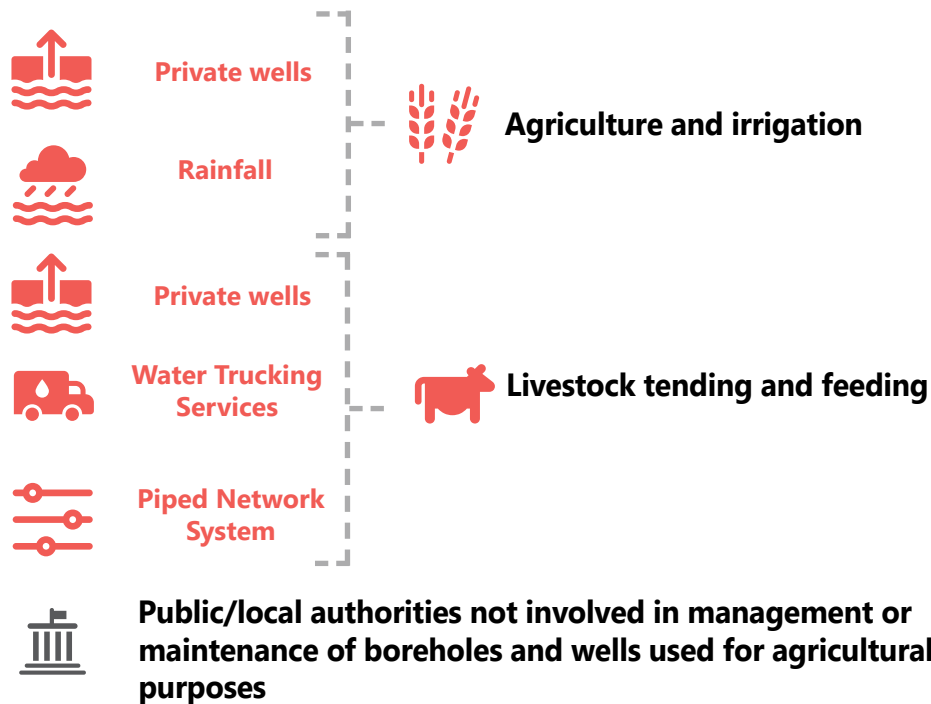 Private wells
Rainfall
Agriculture and irrigation
Private wells
Water Trucking
Services
Piped Network
System
Livestock tending and feeding
Public/local authorities not involved in management or
maintenance of boreholes and wells used for agricultural
purposes